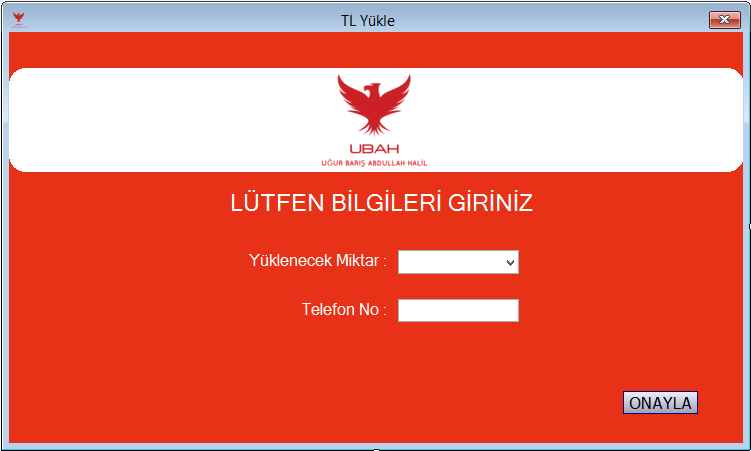 TL Yükle
UBAH
UĞUR BARIŞ ABDULLAH HALİL
LÜTFEN BİLGİLERİ GİRİNİZ
Yüklenecek Miktar :
Telefon No :
ONAYLA